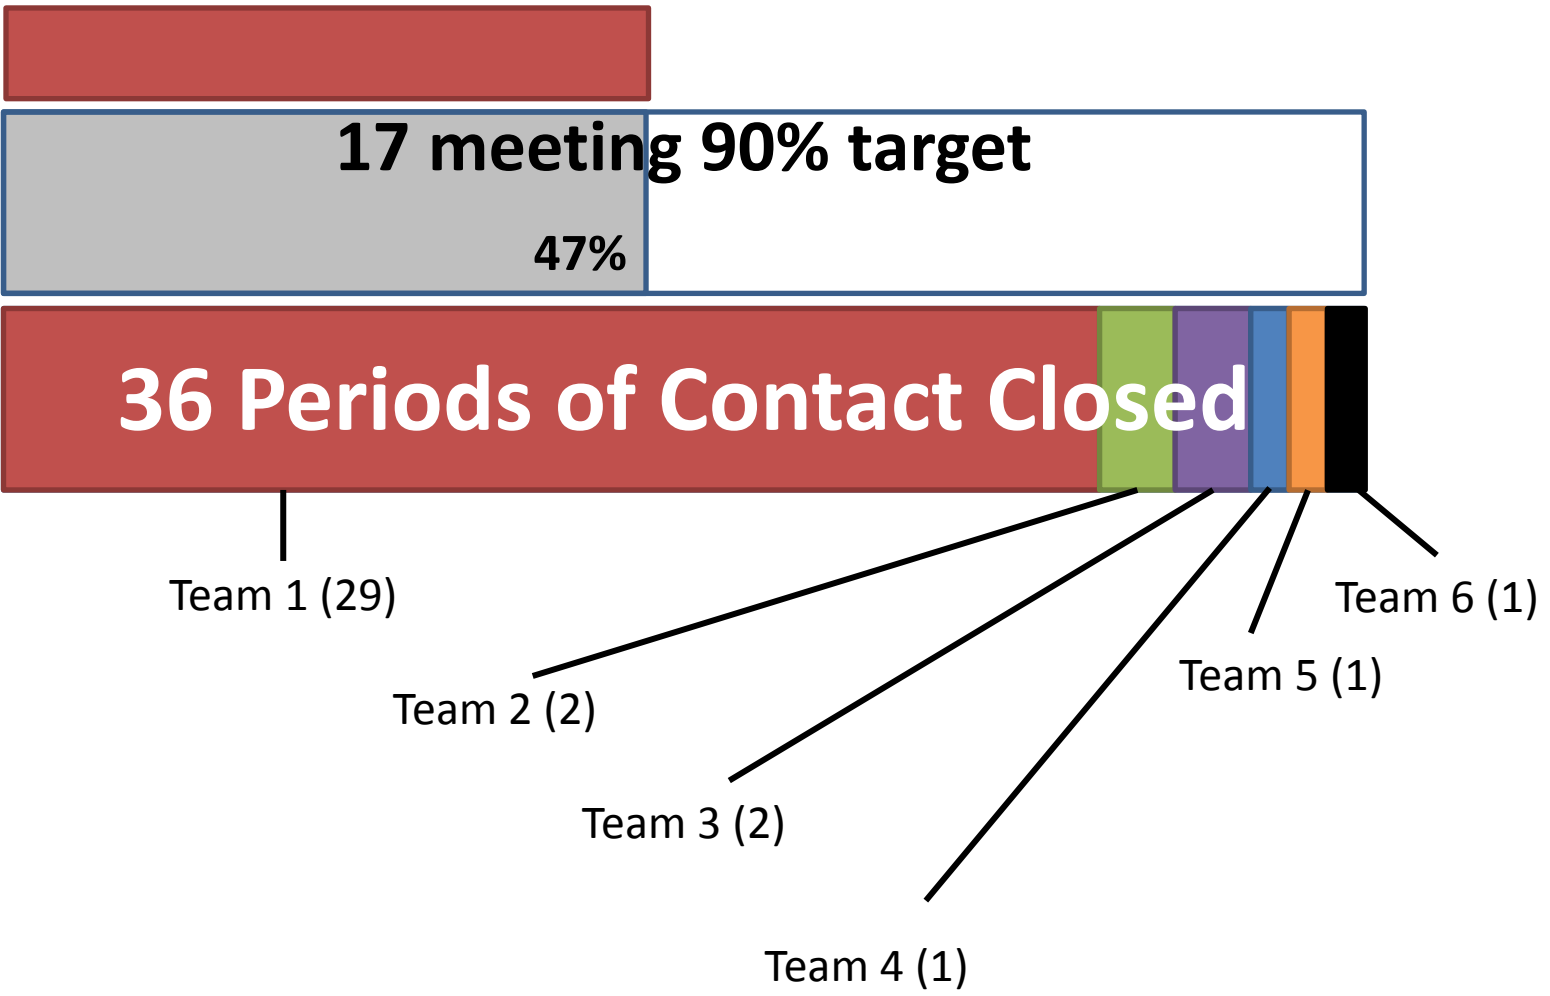 17 meeting 90% target
47%
36 Periods of Contact Closed
Team 1 (29)
Team 6 (1)
Team 5 (1)
Team 2 (2)
Team 3 (2)
Team 4 (1)